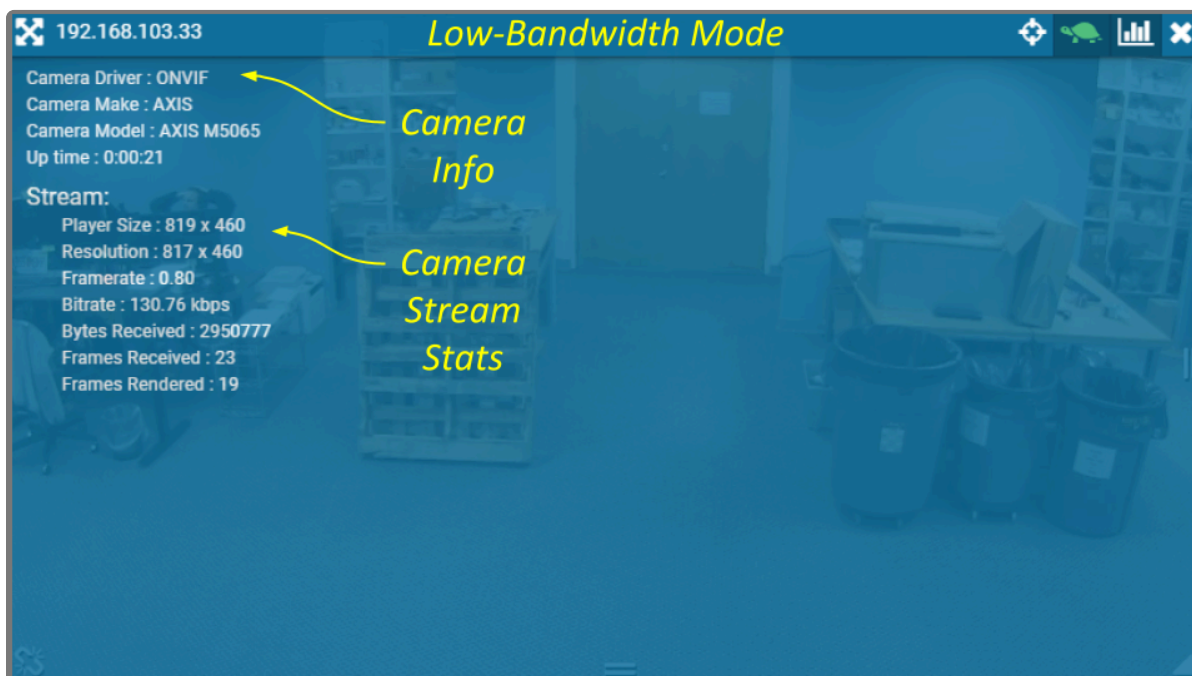 192.168.103.33
Low-Bandwidth Mode
Camera Driver : ONVIF
Camera Make : AXIS
Camera Model : AXIS M5065
Up time : 0:00:21
Camera
Info
Stream:
Player Size : 819 x 460
Resolution : 817 x 460
Framerate : 0.80
Bitrate : 130.76 kbps
Bytes Received : 2950777
Frames Received : 23
Frames Rendered : 19
Camera
Stream
Stats